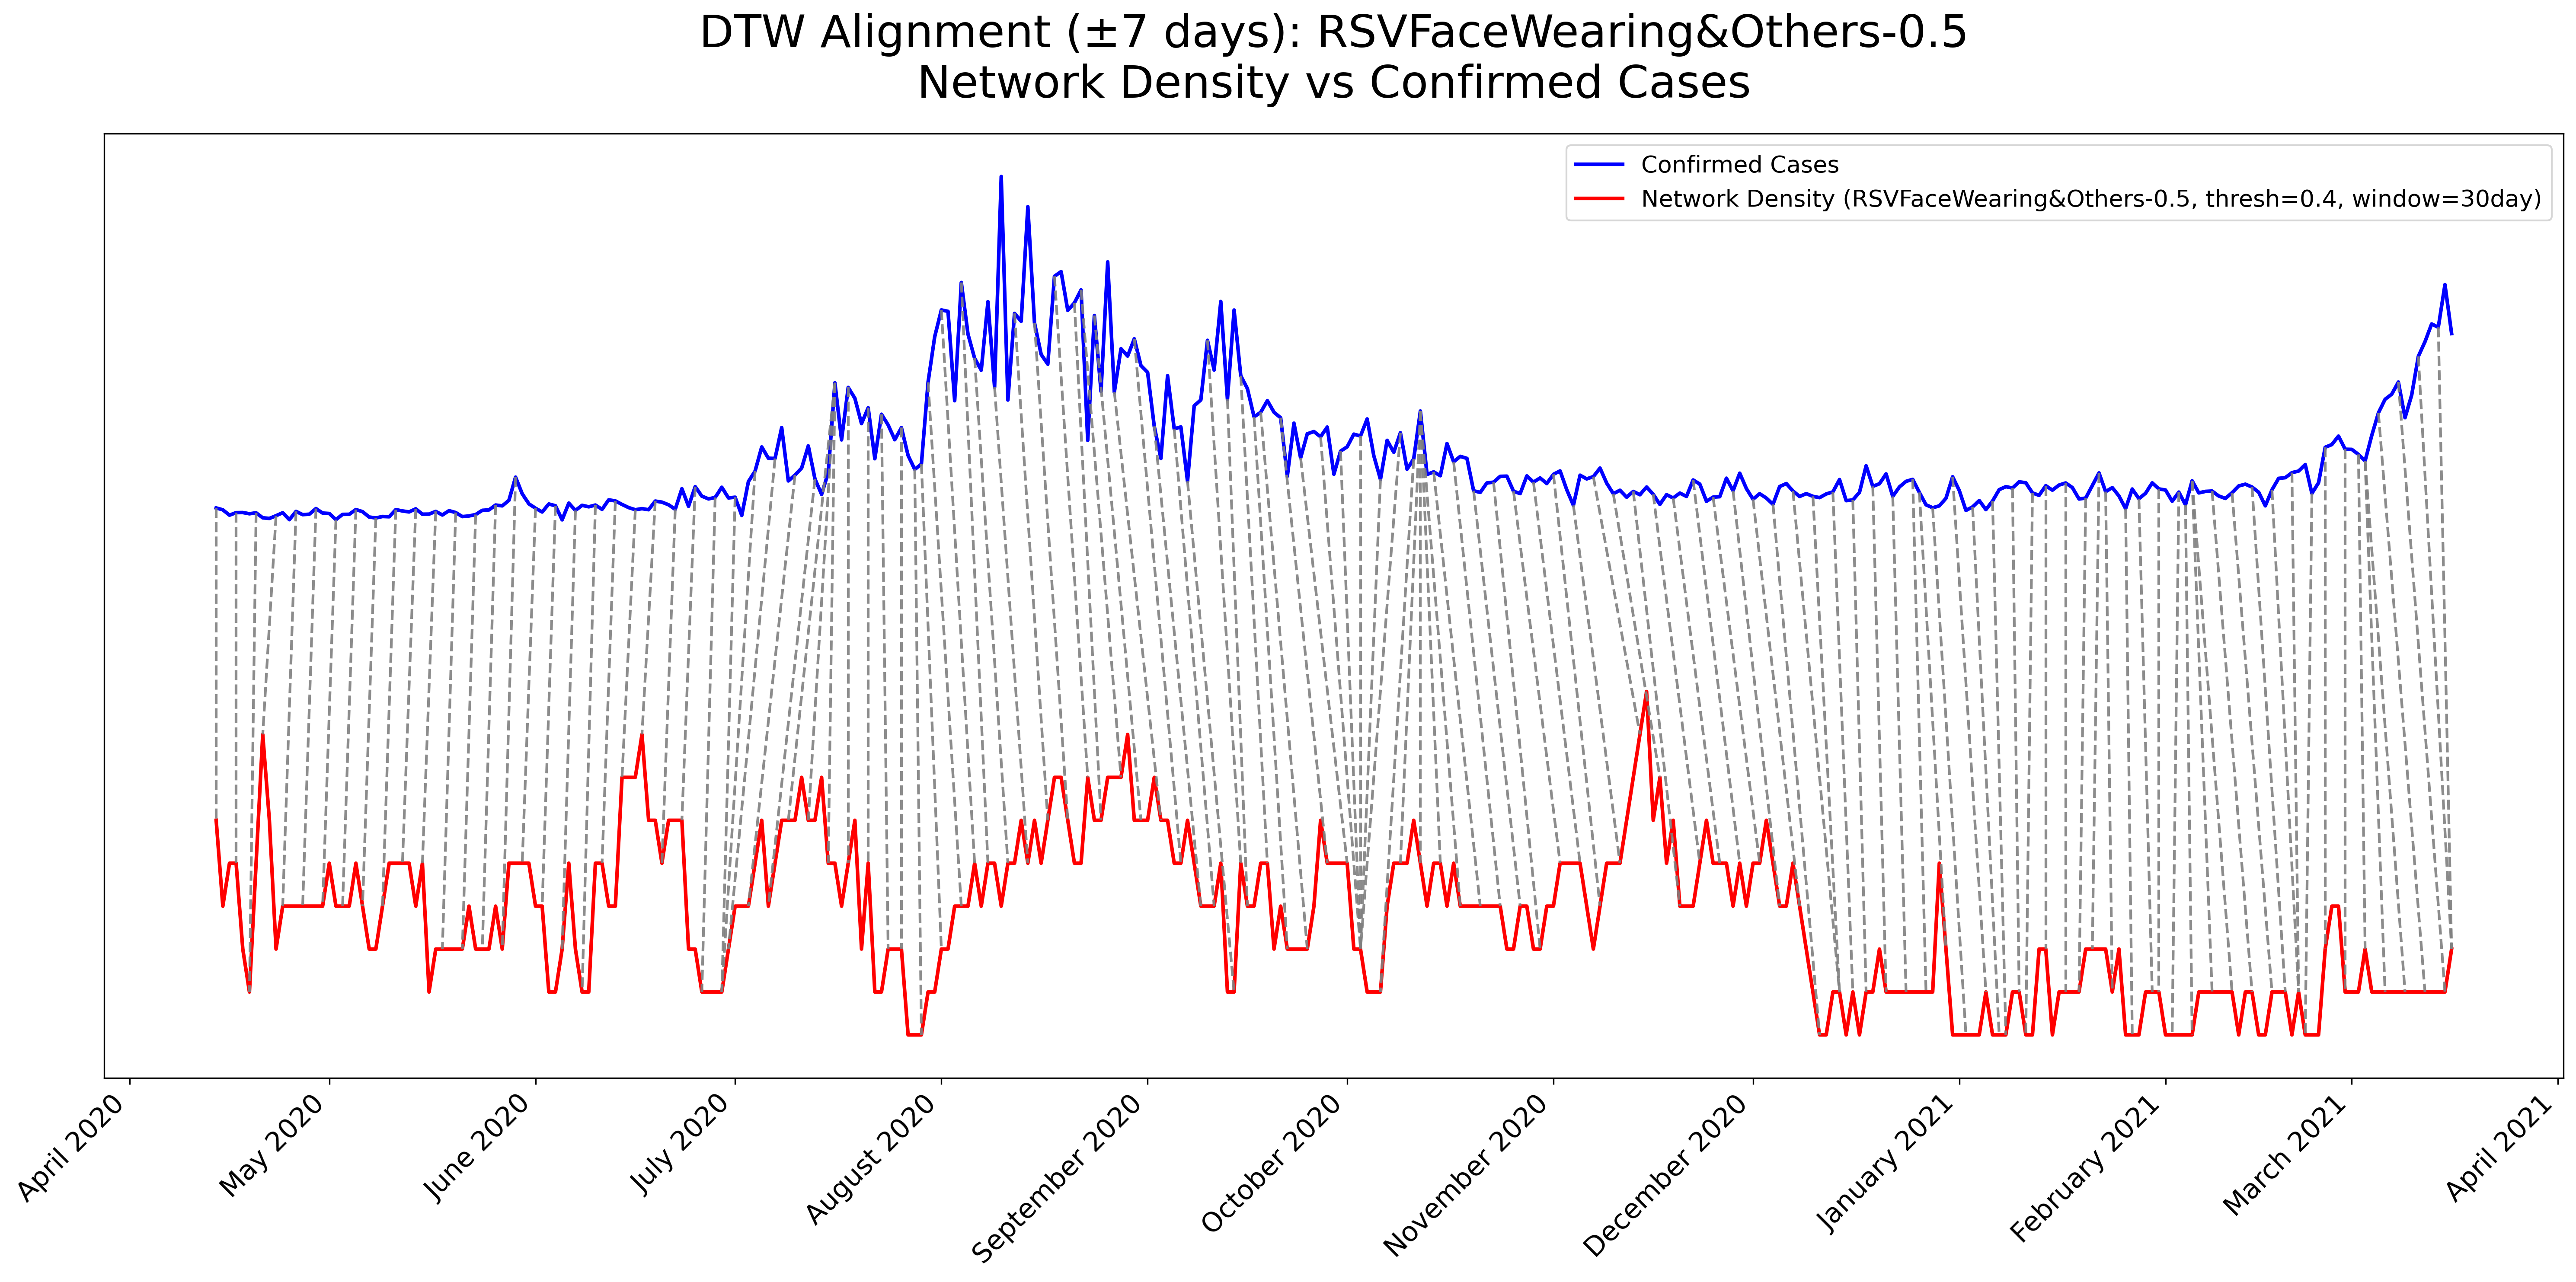 DTW Alignment (±7 days): RSVFaceWearing&Others-0.5
Network Density vs Confirmed Cases
Confirmed Cases
Network Density (RSVFaceWearing&Others-0.5, thresh=0.4, window=30day)
April 2020
May 2020
June 2020
July 2020
August 2020
September 2020
October 2020
November 2020
December 2020
January 2021
February 2021
March 2021
April 2021